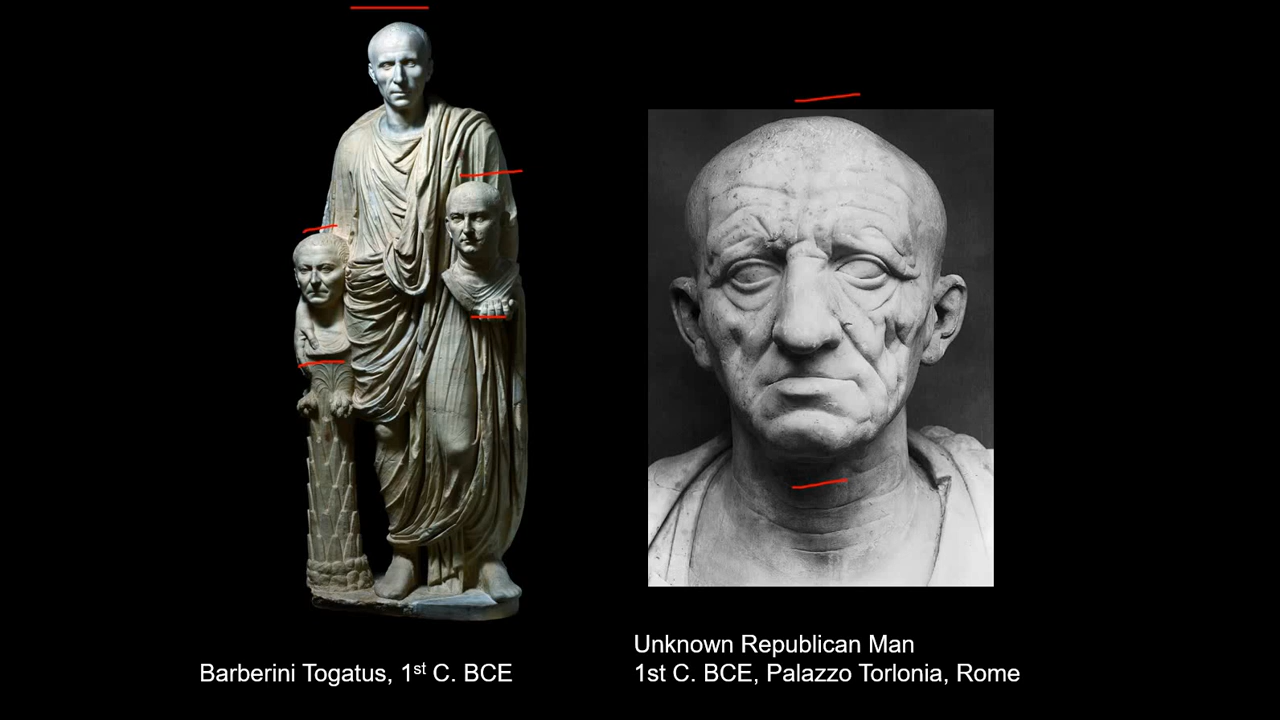 Barberini Togatus, 1st C. BCE
Unknown Republican Man
1st C. BCE, Palazzo Torlonia, Rome